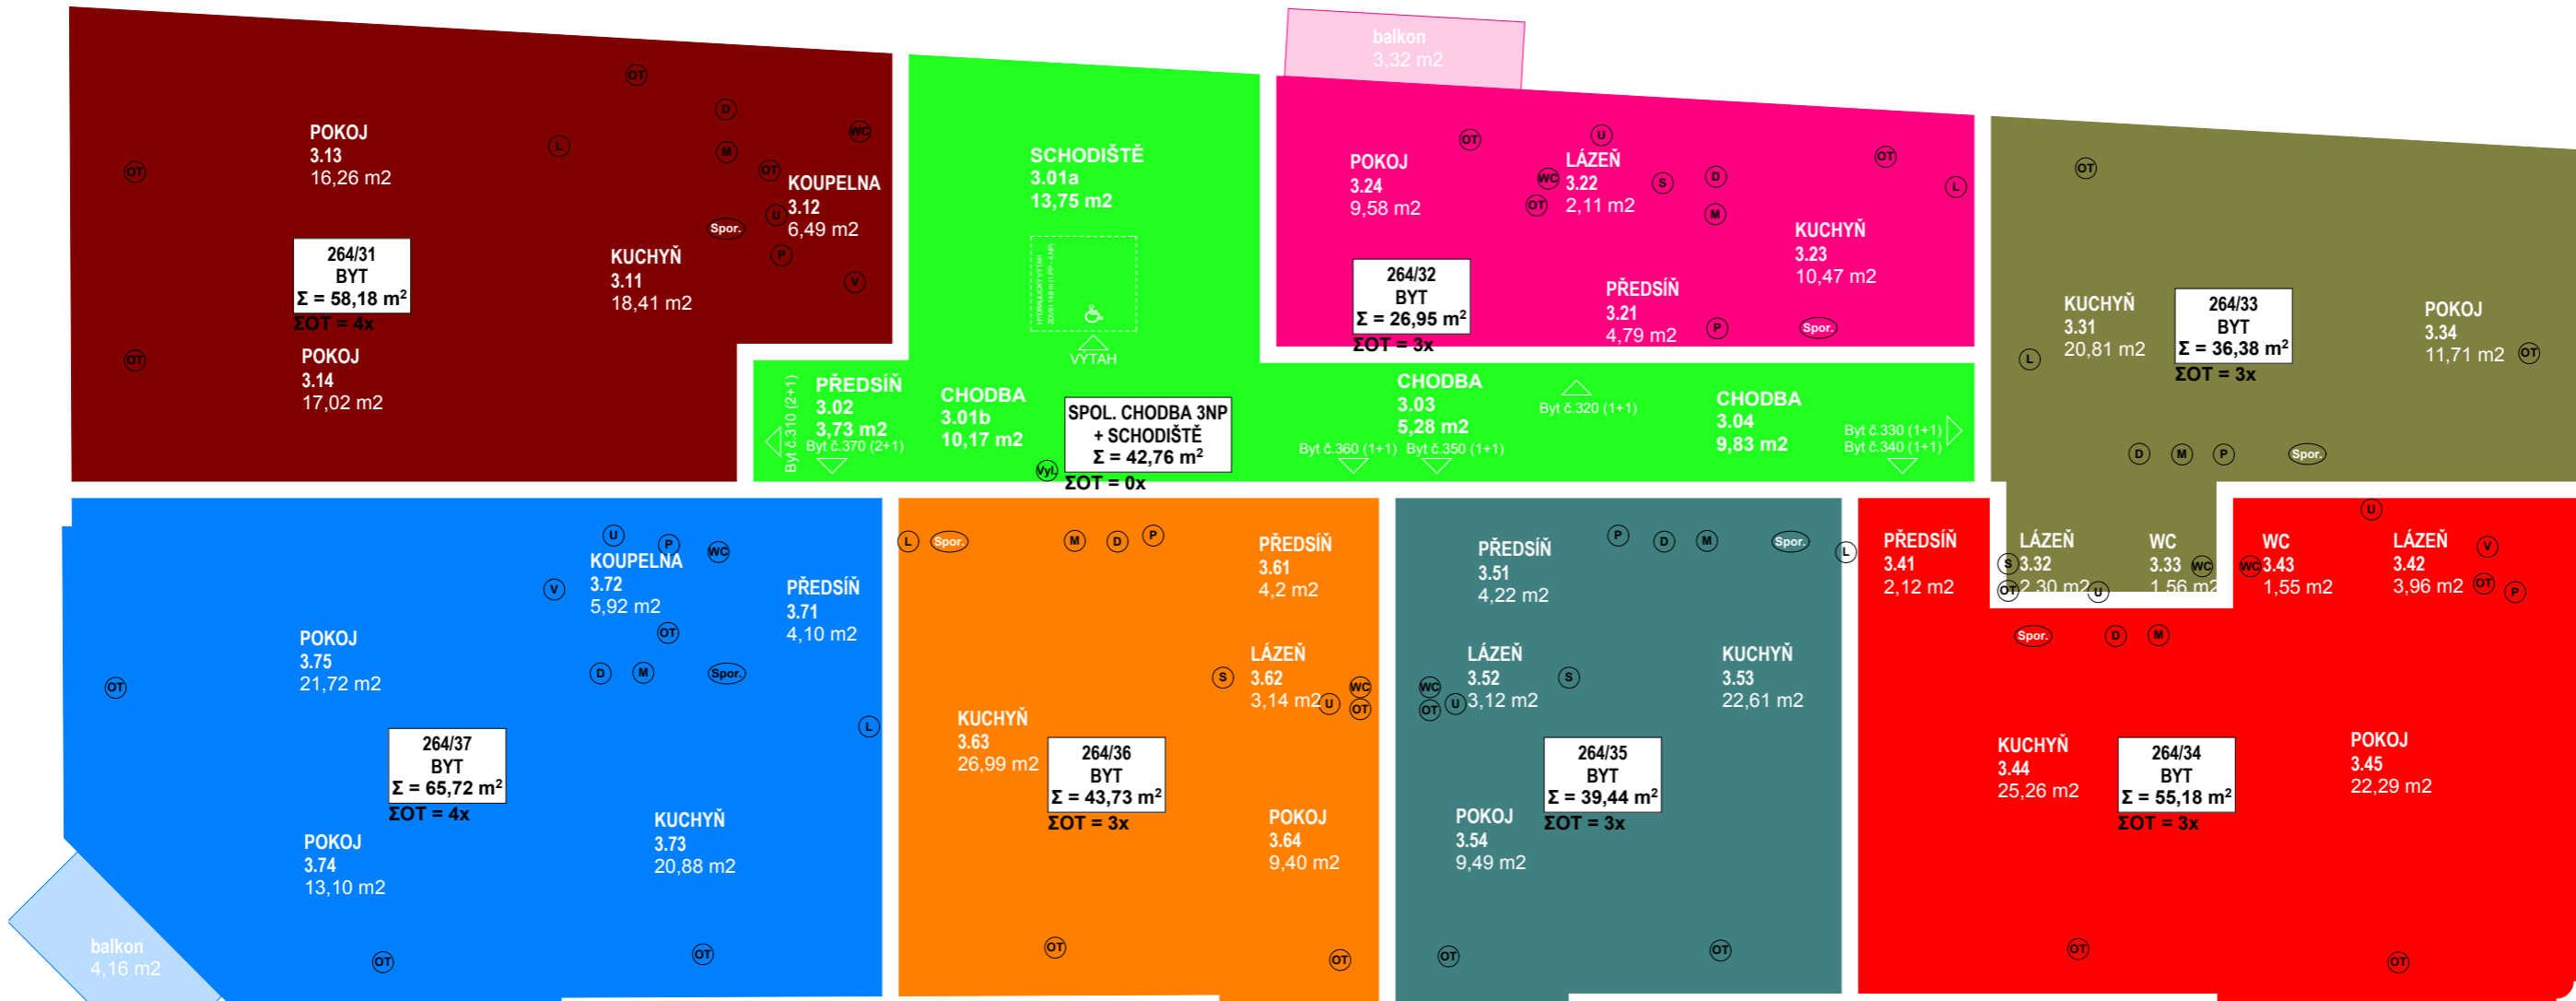 balkon
3,32 m2
OT
D
L
M
WC
OT
OT
POKOJ
3.13
16,26 m2
KOUPELNA
3.12
6,49 m2
U
Spor.
P
V
KUCHYŇ
3.11
18,41 m2
264/31
BYT
Σ = 58,18 m²
ΣOT = 4x
OT
POKOJ
3.14
17,02 m2
SCHODIŠTĚ
3.01a
13,75 m2
VÝTAH
POKOJ
3.24
9,58 m2
OT
U
WC
OT
LÁZEŇ
3.22
2,11 m2
S
D
M
OT
L
KUCHYŇ
3.23
10,47 m2
264/32
BYT
Σ = 26,95 m²
ΣOT = 3x
PŘEDSÍŇ
3.21
4,79 m2
P
Spor.
OT
KUCHYŇ
3.31
20,81 m2
L
264/33
BYT
Σ = 36,38 m²
ΣOT = 3x
POKOJ
3.34
11,71 m2
OT
D
M
P
Spor.
Byt č.310 (2+1)
PŘEDSÍŇ
3.02
3,73 m2
Byt č.370 (2+1)
CHODBA
3.01b
10,17 m2
Vyl.
SPOL. CHODBA 3NP
+ SCHODIŠTĚ
Σ = 42,76 m²
ΣOT = 0x
CHODBA
3.03
5,28 m2
Byt č.360 (1+1)
Byt č.350 (1+1)
Byt č.320 (1+1)
CHODBA
3.04
9,83 m2
Byt č.330 (1+1)
Byt č.340 (1+1)
U
P
WC
V
KOUPELNA
3.72
5,92 m2
OT
PŘEDSÍŇ
3.71
4,10 m2
POKOJ
3.75
21,72 m2
OT
D
M
Spor.
L
264/37
BYT
Σ = 65,72 m²
ΣOT = 4x
POKOJ
3.74
13,10 m2
KUCHYŇ
3.73
20,88 m2
balkon
4,16 m2
OT
OT
L
Spor.
M
D
P
PŘEDSÍŇ
3.61
4,2 m2
S
LÁZEŇ
3.62
3,14 m2
U
WC
OT
KUCHYŇ
3.63
26,99 m2
264/36
BYT
Σ = 43,73 m²
ΣOT = 3x
POKOJ
3.64
9,40 m2
OT
OT
PŘEDSÍŇ
3.51
4,22 m2
P
D
M
Spor.
L
WC
OT
U
LÁZEŇ
3.52
3,12 m2
S
KUCHYŇ
3.53
22,61 m2
264/35
BYT
Σ = 39,44 m²
ΣOT = 3x
POKOJ
3.54
9,49 m2
OT
OT
PŘEDSÍŇ
3.41
2,12 m2
S
OT
LÁZEŇ
3.32
2,30 m2
U
WC
3.33
1,56 m2
WC
WC
WC
3.43
1,55 m2
U
LÁZEŇ
3.42
3,96 m2
V
OT
P
Spor.
D
M
KUCHYŇ
3.44
25,26 m2
264/34
BYT
Σ = 55,18 m²
ΣOT = 3x
POKOJ
3.45
22,29 m2
OT
OT